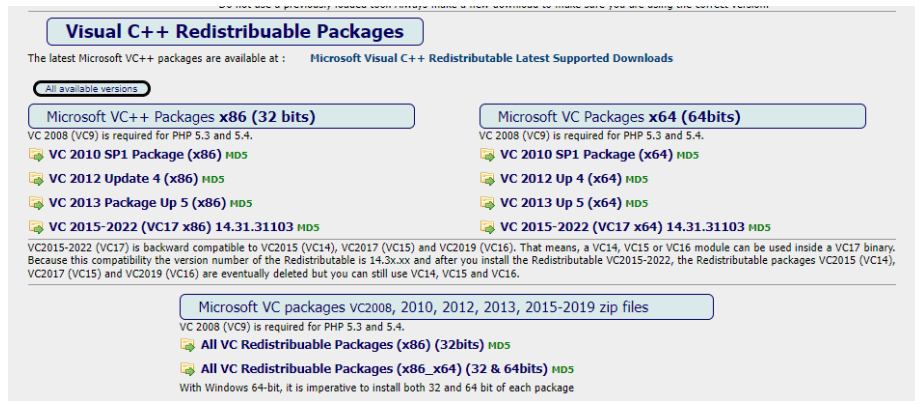 Visual C++ Redistribuable Packages
The latest Microsoft VC++ packages are available at : Microsoft Visual C++ Redistributable Latest Supported Downloads
All available versions
Microsoft VC++ Packages x86 (32 bits)
VC 2008 (VC9) is required for PHP 5.3 and 5.4.
VC 2010 SP1 Package (x86) MD5
VC 2012 Update 4 (x86) MD5
VC 2013 Package Up 5 (x86) MD5
VC 2015-2022 (VC17 x86) 14.31.31103 MD5
Microsoft VC Packages x64 (64bits)
VC 2008 (VC9) is required for PHP 5.3 and 5.4.
VC 2010 SP1 Package (x64) MD5
VC 2012 Up 4 (x64) MD5
VC 2013 Up 5 (x64) MD5
VC 2015-2022 (VC17 x64) 14.31.31103 MD5
VC2015-2022 (VC17) is backward compatible to VC2015 (VC14), VC2017 (VC15) and VC2019 (VC16). That means, a VC14, VC15 or VC16 module can be used inside a VC17 binary.
Because this compatibility the version number of the Redistributable is 14.3x.xx and after you install the Redistributable VC2015-2022, the Redistributable packages VC2015 (VC14),
VC2017 (VC15) and VC2019 (VC16) are eventually deleted but you can still use VC14, VC15 and VC16.
Microsoft VC packages VC2008, 2010, 2012, 2013, 2015-2019 zip files
VC 2008 (VC9) is required for PHP 5.3 and 5.4.
All VC Redistribuable Packages (x86) (32bits) MD5
All VC Redistribuable Packages (x86_x64) (32 & 64bits) MD5
With Windows 64-bit, it is imperative to install both 32 and 64 bit of each package